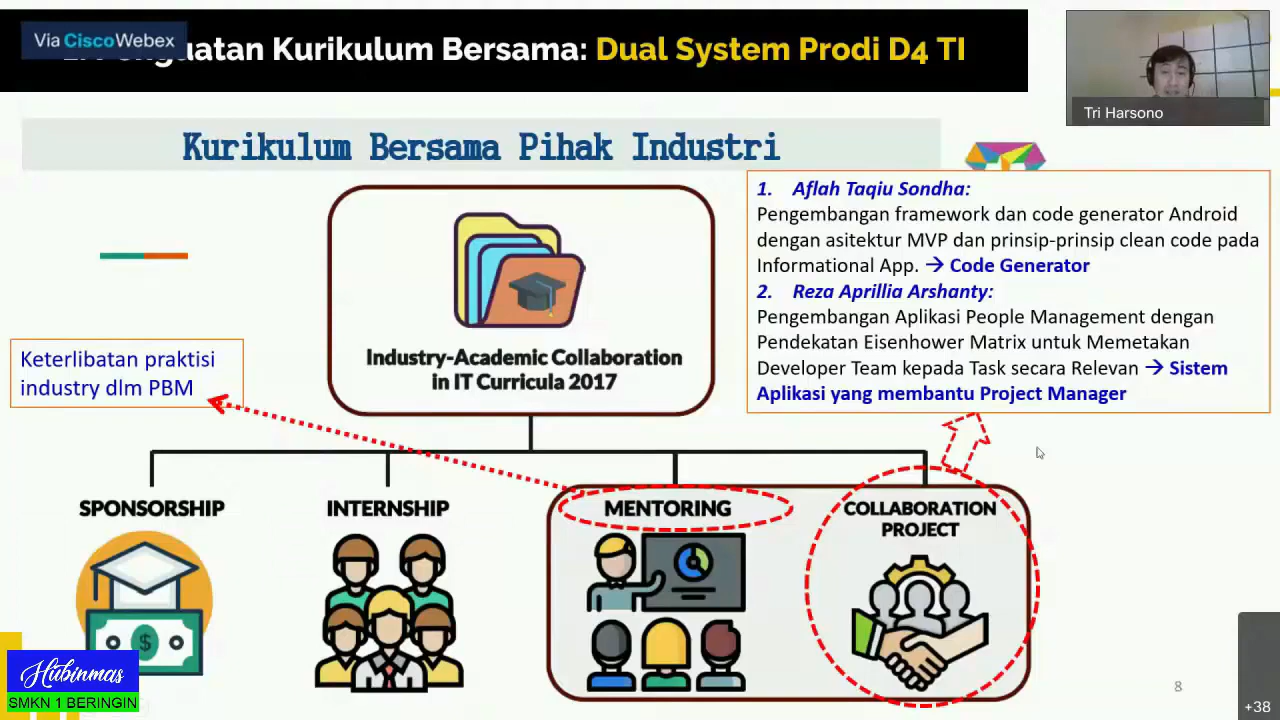 Via CiscoWebex
guatan Kurikulum Bersama: Dual System Prodi D4 TI
Tri Harsono
Kurikulum Bersama Pihak Industri
1. Aflah Taqiu Sondha:
Pengembangan framework dan code generator Android
dengan asitektur MVP dan prinsip-prinsip clean code pada
Informational App. → Code Generator
2. Reza Aprillia Arshanty:
Pengembangan Aplikasi People Management dengan
Pendekatan Eisenhower Matrix untuk Memetakan
Developer Team kepada Task secara Relevan → Sistem
Aplikasi yang membantu Project Manager
Industry-Academic Collaboration
in IT Curricula 2017
Keterlibatan praktisi
industry dlm PBM
SPONSORSHIP
INTERNSHIP
MENTORING
COLLABORATION
PROJECT
$
Hubinmas
SMKN 1 BERINGIN
8
+38